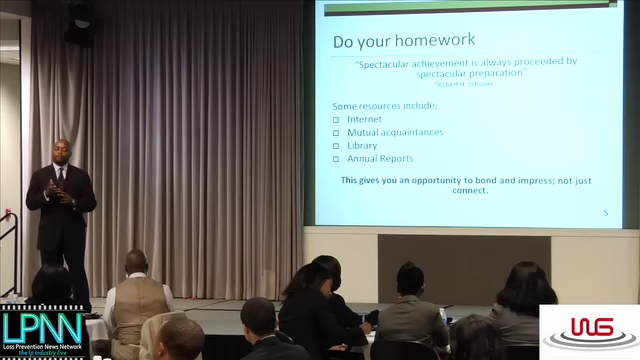 Do your homework
"Spectacular achievement is always proceeded by
spectacular preparation"
~Robert H. Schuller
Some resources include;
□ Internet
□ Mutual acquaintances
□ Library
□ Annual Reports
This gives you an opportunity to bond and impress; not just
connect.
5
LPNN
Loss Prevention News Network
the lp industry live